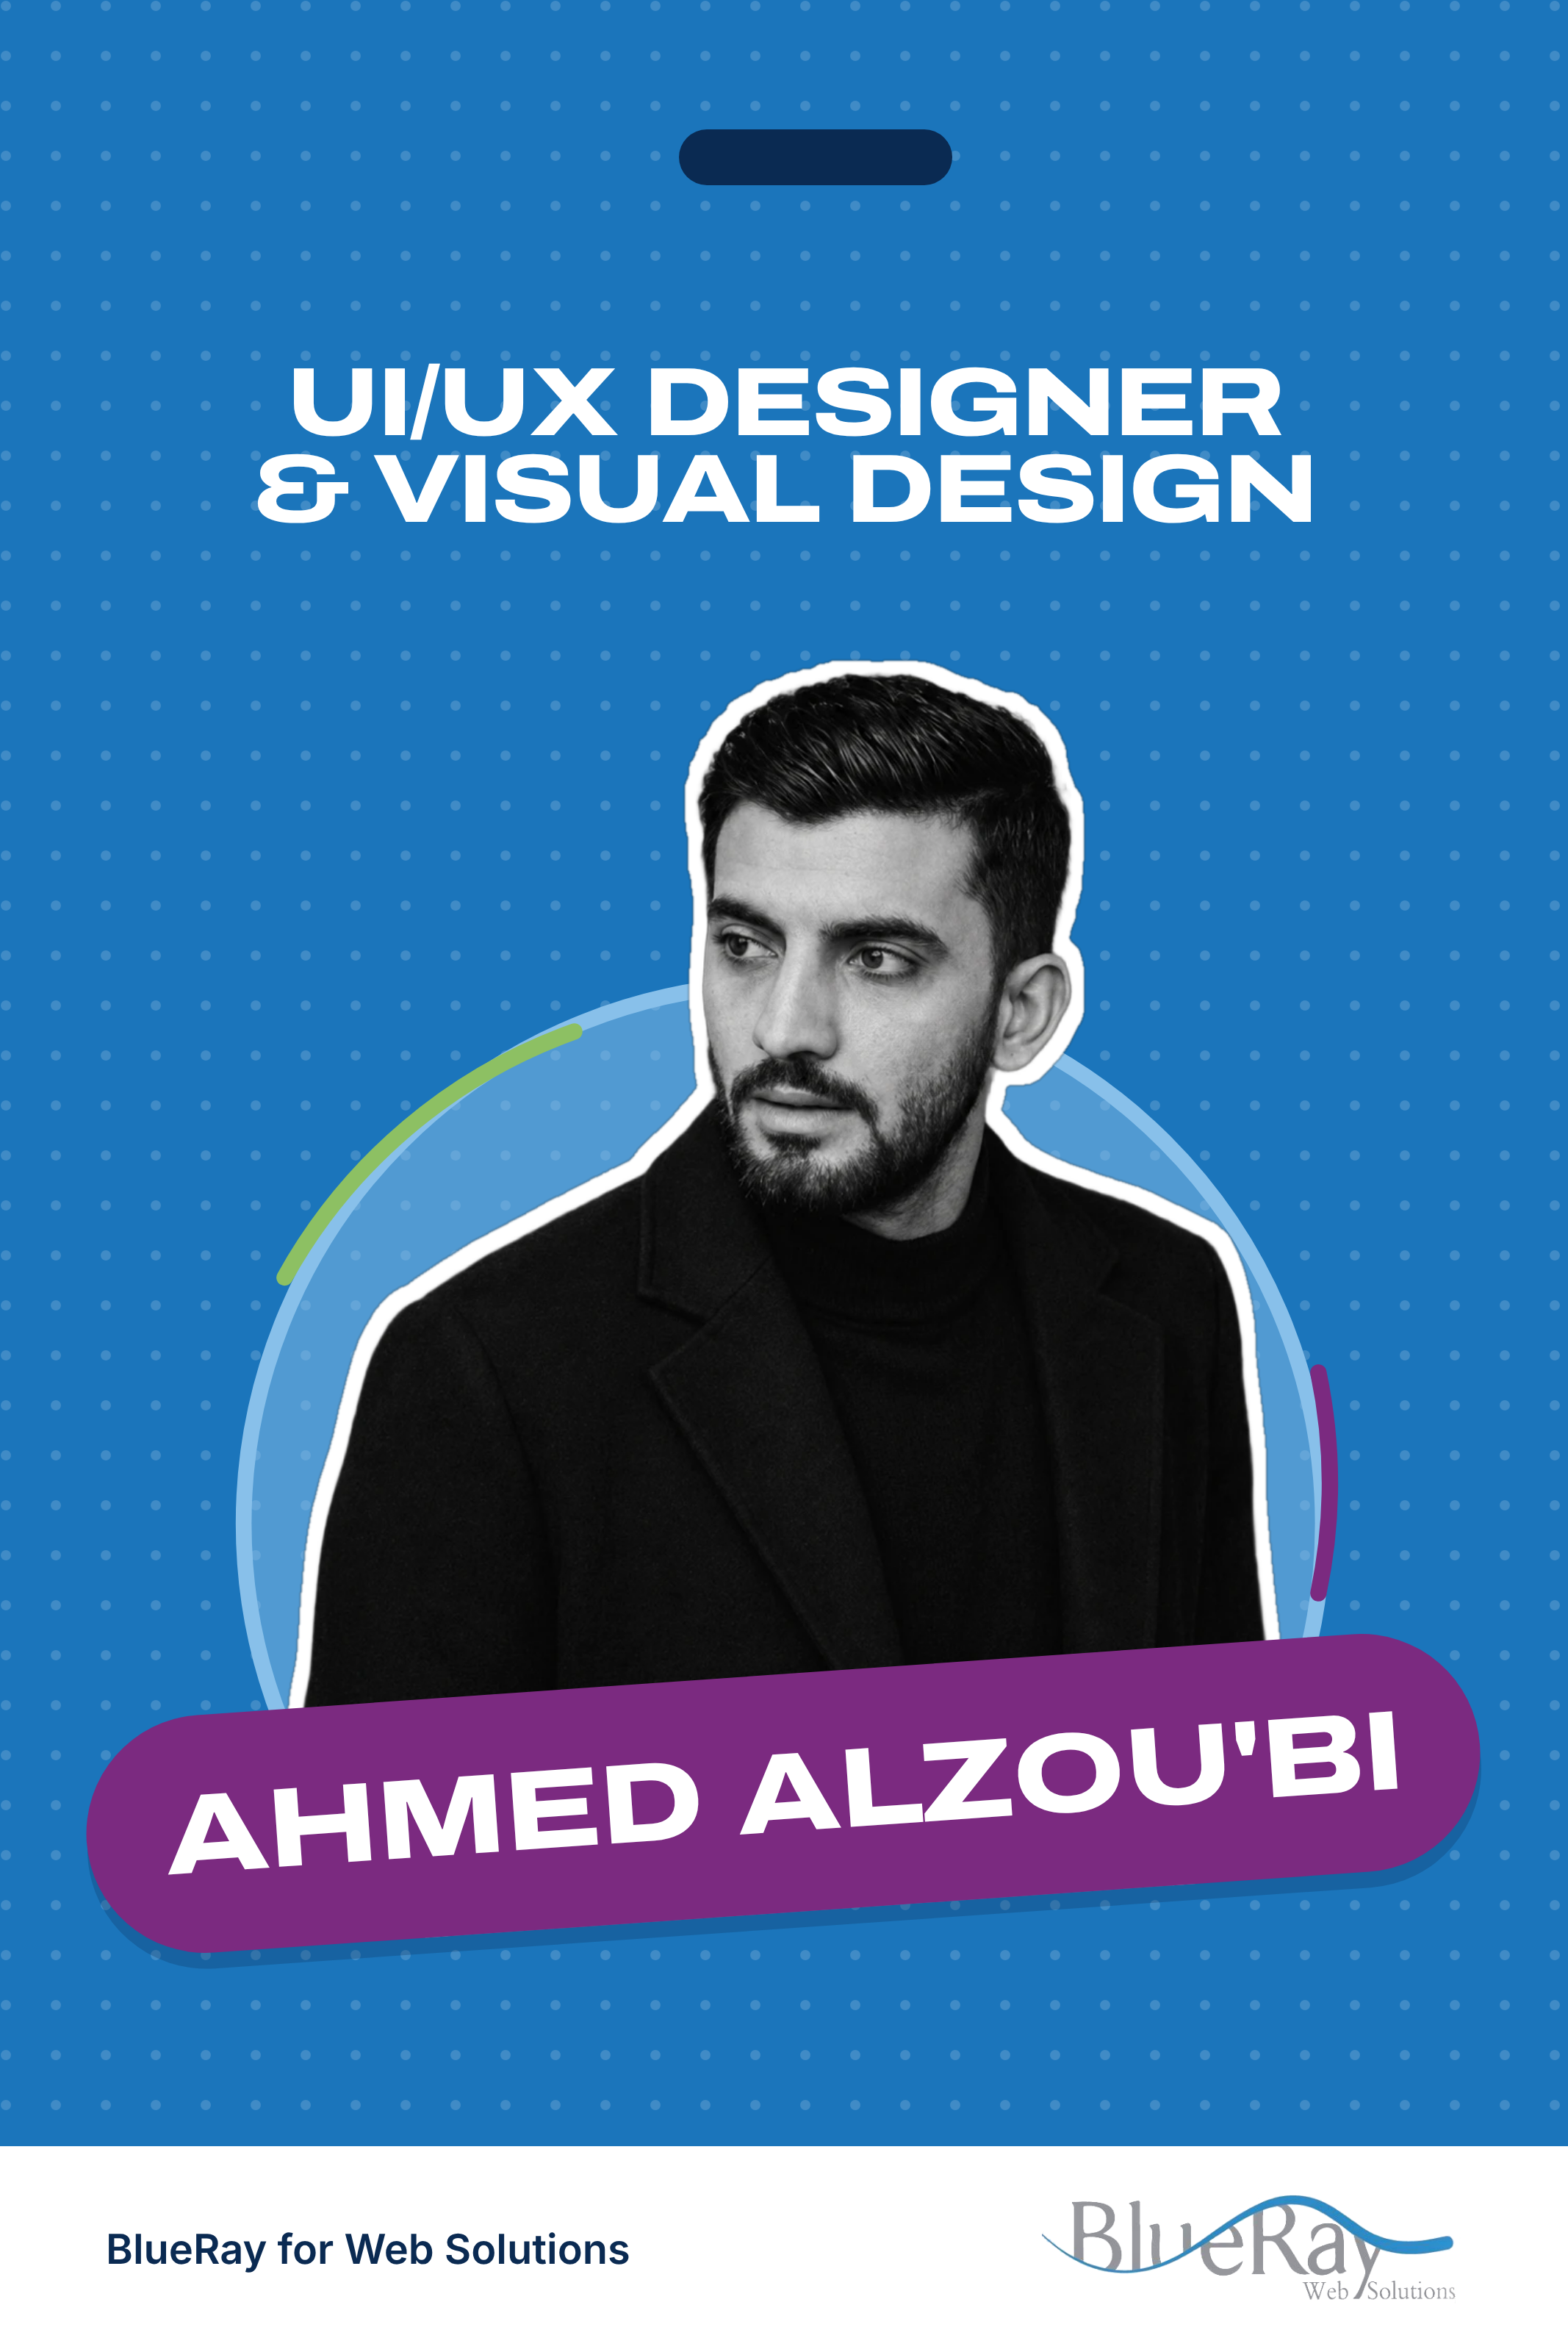 UI/UX DESIGNER
& VISUAL DESIGN
AHMED ALZOU'BI
BlueRay for Web Solutions
BlueRay
Web Solutions